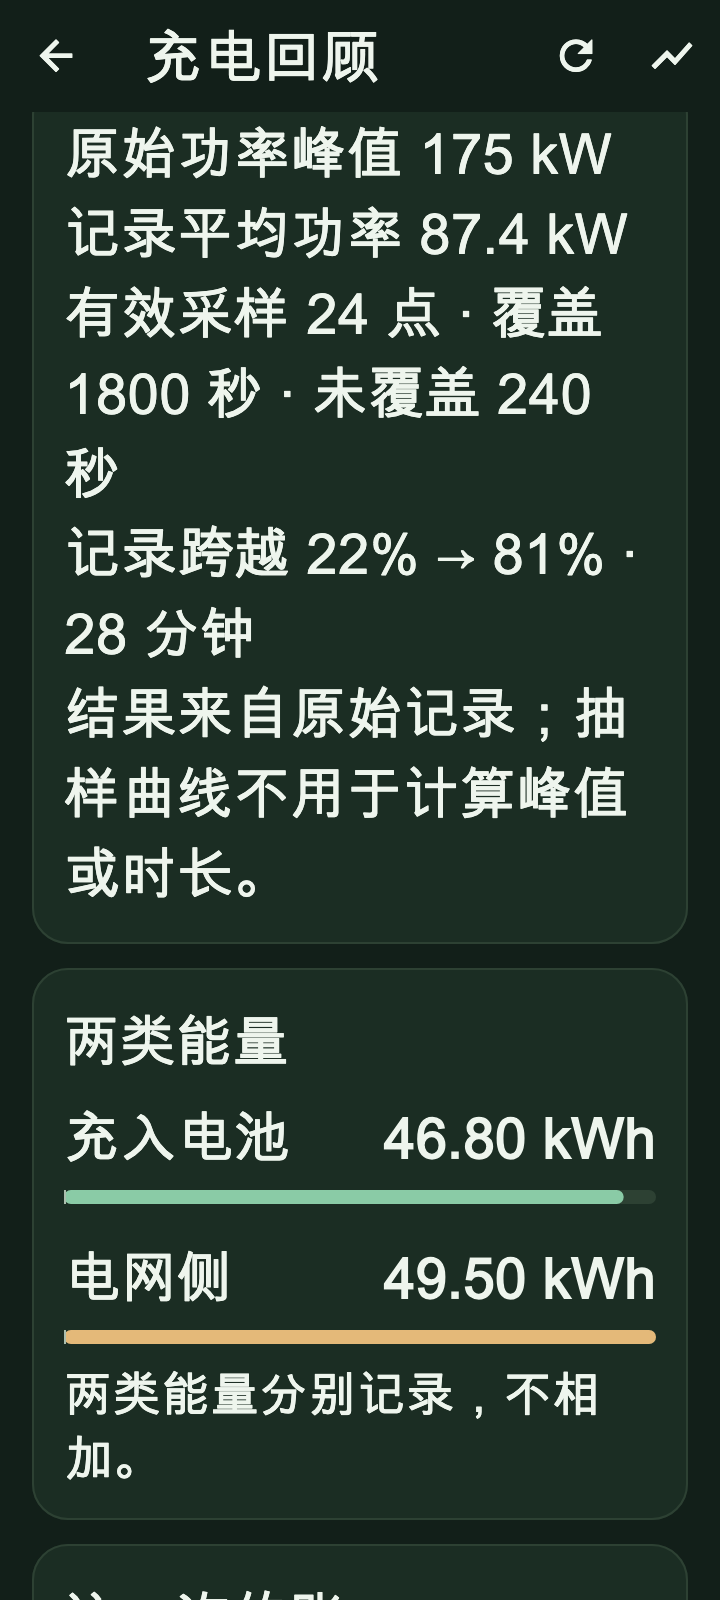 充电回顾
原始功率峰值 175 kW
记录平均功率 87.4 kW
有效采样 24 点 · 覆盖
1800 秒 · 未覆盖 240
秒
记录跨越 22% → 81% ·
28 分钟
结果来自原始记录；抽
样曲线不用于计算峰值
或时长。
两类能量
充入电池 46.80 kWh
电网侧 49.50 kWh
两类能量分别记录，不相
加。